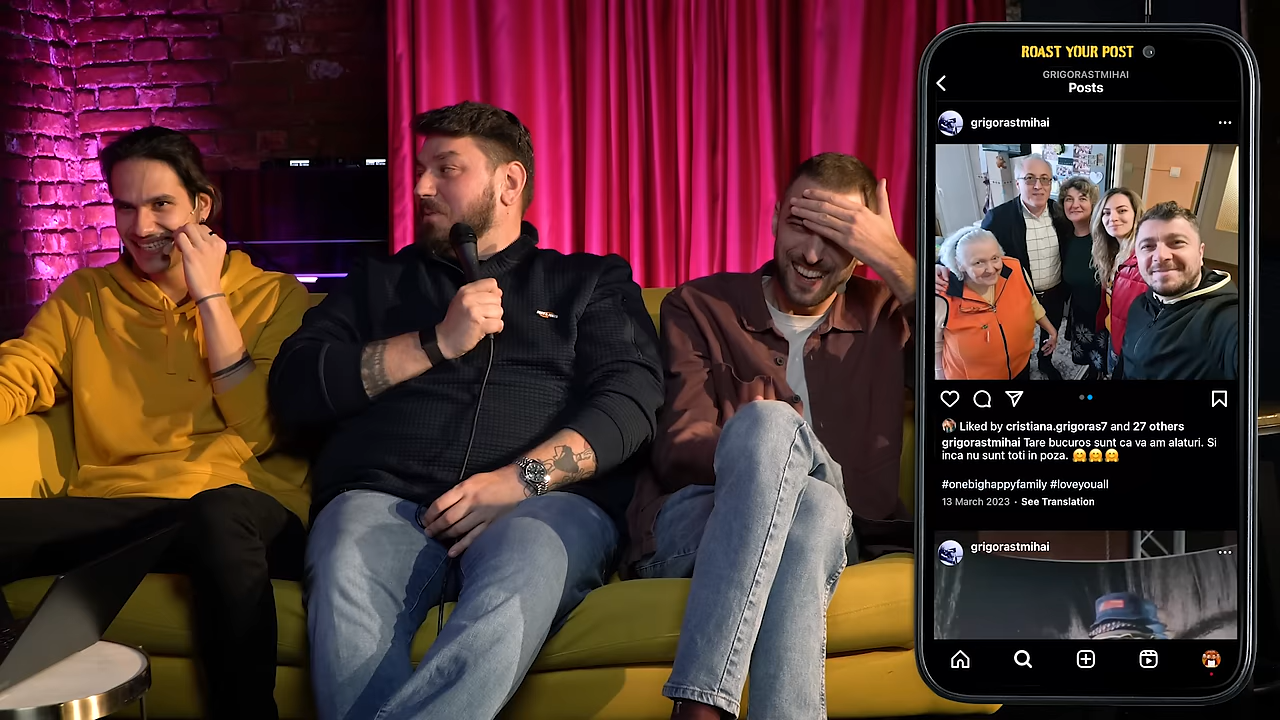 ROAST YOUR POST
GRIGORASTMIHAI
Posts
grigorastmihai
Liked by cristiana.grigoras7 and 27 others
grigorastmihai Tare bucuros sunt ca va am alaturi. Si
inca nu sunt toti in poza. 🤗🤗🤗
#onebighappyfamily #loveyouall
13 March 2023 · See Translation
grigorastmihai